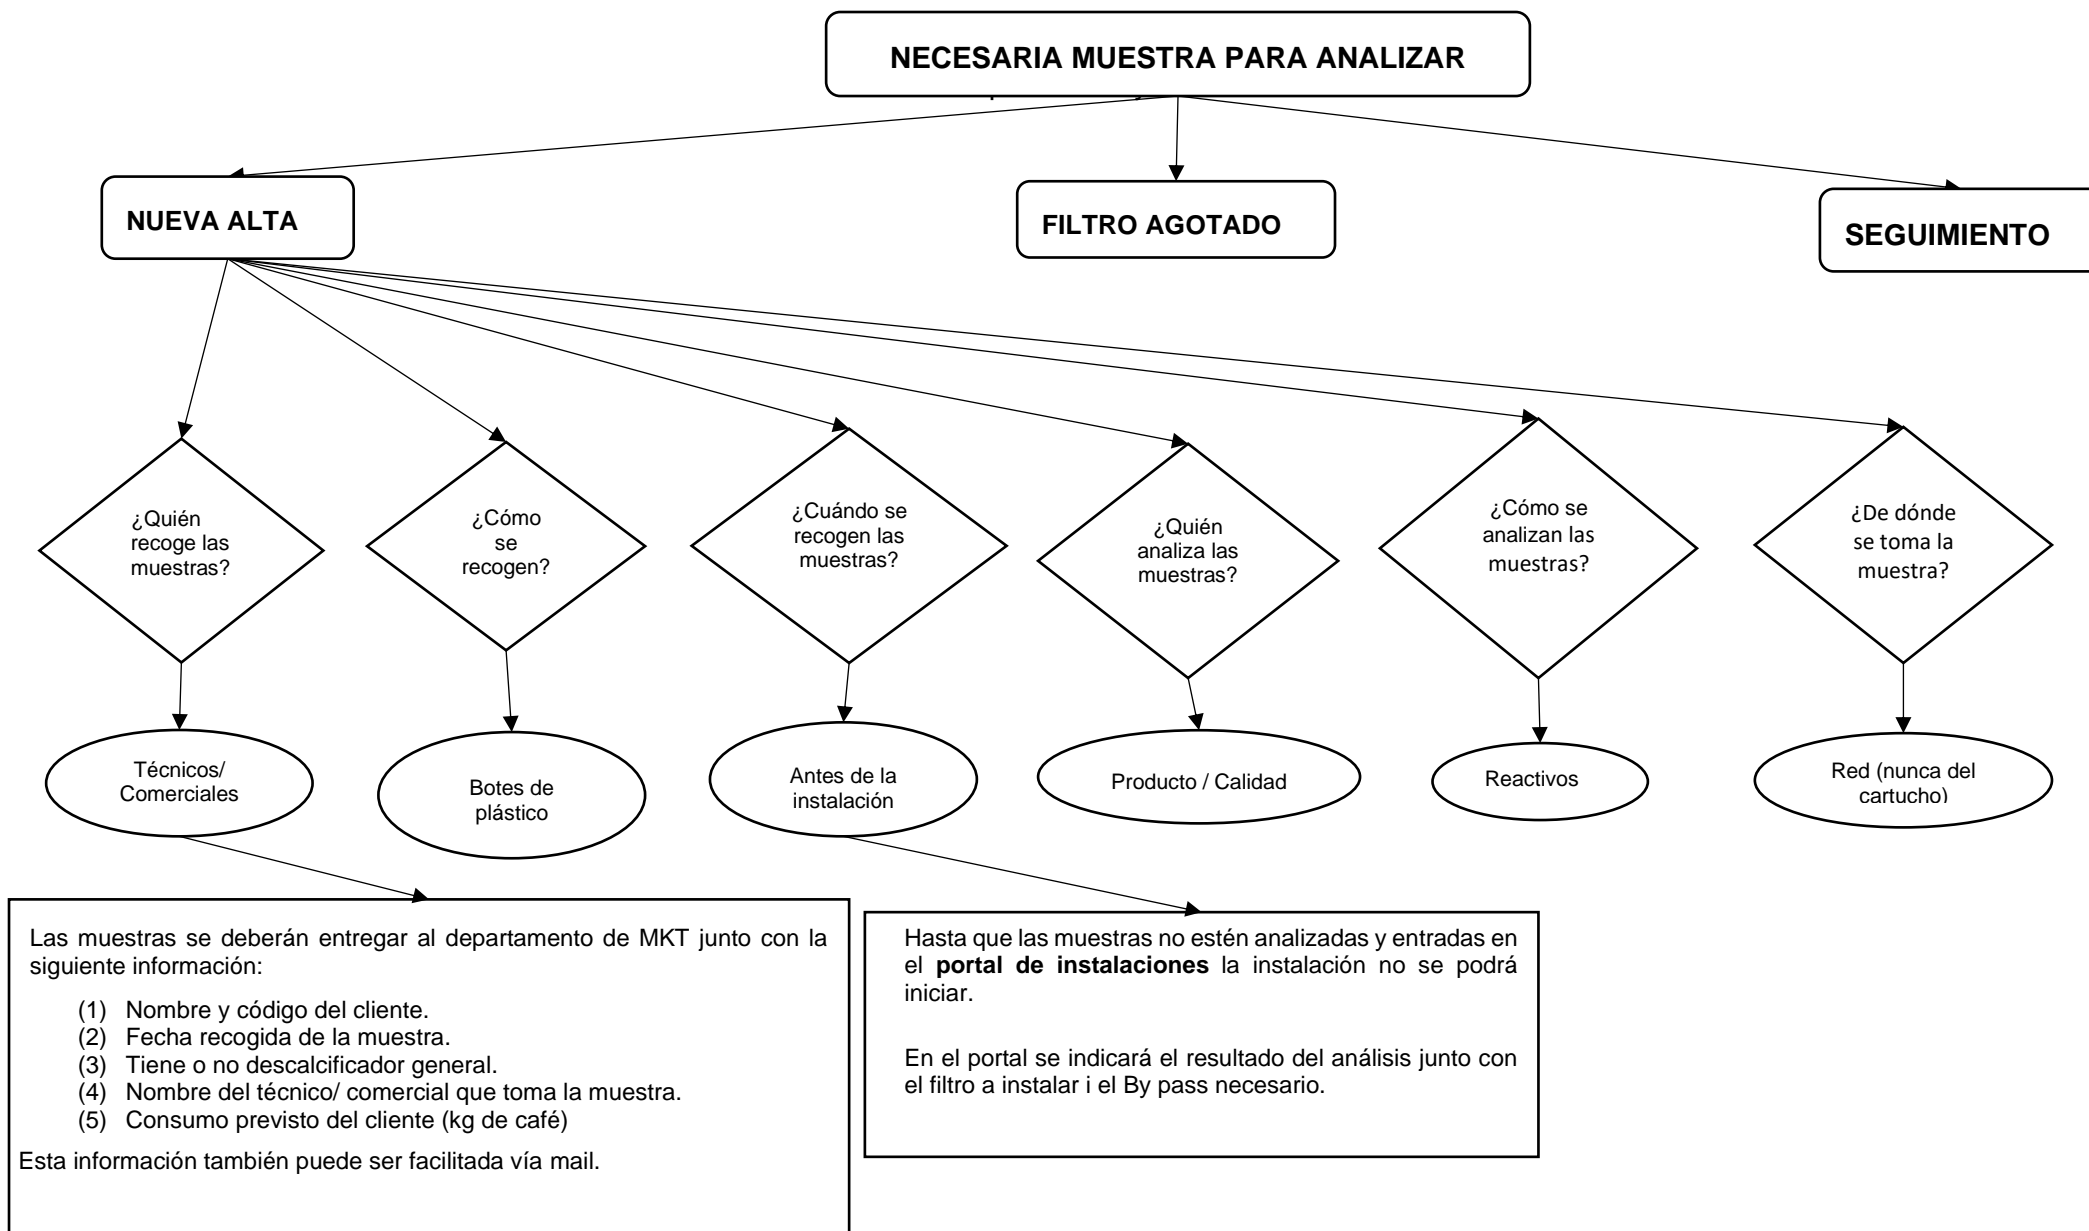 NECESARIA MUESTRA PARA ANALIZAR
NUEVA ALTA
FILTRO AGOTADO
SEGUIMIENTO
¿Quién
recoge las
muestras?
¿Cómo
se
recogen?
¿Cuándo se
recogen las
muestras?
¿Quién
analiza las
muestras?
¿Cómo se
analizan las
muestras?
¿De dónde
se toma la
muestra?
Técnicos/
Comerciales
Botes de
plástico
Antes de la
instalación
Producto / Calidad
Reactivos
Red (nunca del
cartucho)
Las muestras se deberán entregar al departamento de MKT junto con la
siguiente información:
(1) Nombre y código del cliente.
(2) Fecha recogida de la muestra.
(3) Tiene o no descalcificador general.
(4) Nombre del técnico/ comercial que toma la muestra.
(5) Consumo previsto del cliente (kg de café)
Esta información también puede ser facilitada vía mail.
Hasta que las muestras no estén analizadas y entradas en
el portal de instalaciones la instalación no se podrá
iniciar.
En el portal se indicará el resultado del análisis junto con
el filtro a instalar i el By pass necesario.